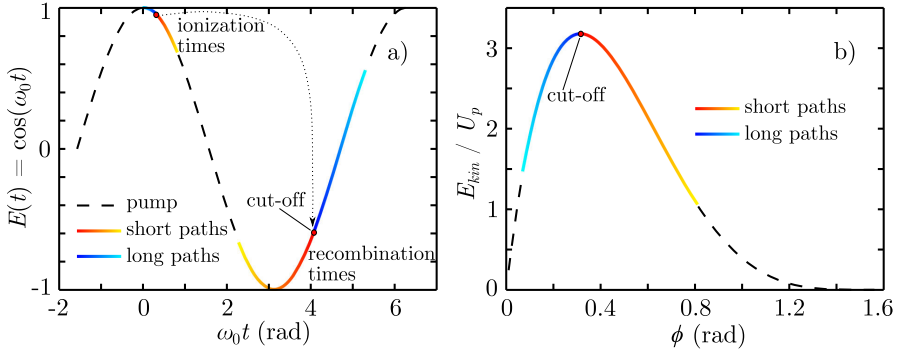 1
0
-1
-2
0
2
4
6
E(t) = cos(ω₀t)
ω₀t (rad)
ionization
times
a)
cut-off
pump
short paths
long paths
recombination
times
3
2
1
0
0
0.4
0.8
1.2
1.6
E_kin / U_p
ϕ (rad)
b)
cut-off
short paths
long paths